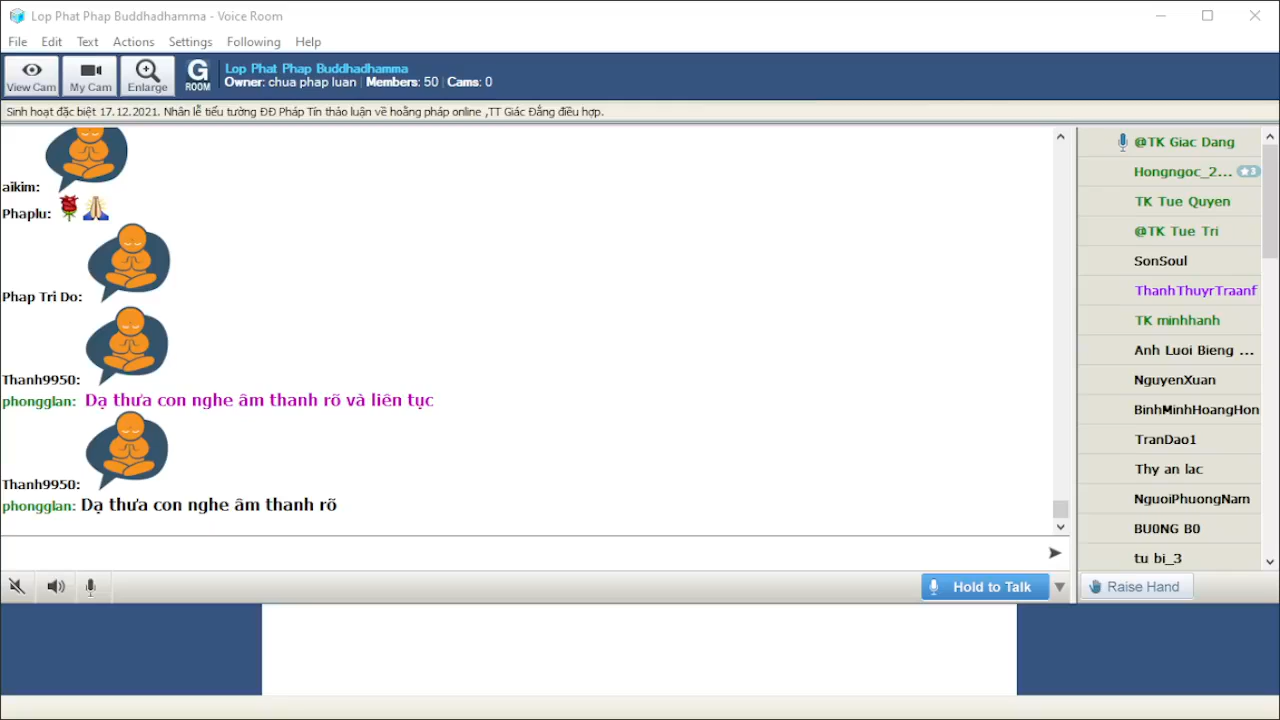 Lop Phat Phap Buddhadhamma - Voice Room
File Edit Text Actions Settings Following Help
View Cam
My Cam
Enlarge
G ROOM
Lop Phat Phap Buddhadhamma
Owner: chua phap luan | Members: 50 | Cams: 0
Sinh hoạt đặc biệt 17.12.2021. Nhân lễ tiểu tường ĐĐ Pháp Tín thảo luận về hoằng pháp online ,TT Giác Đẳng điều hợp.
aikim:
Phaplu:
Phap Tri Do:
Thanh9950:
phongglan: Dạ thưa con nghe âm thanh rõ và liên tục
Thanh9950:
phongglan: Dạ thưa con nghe âm thanh rõ
Hold to Talk
@TK Giac Dang
Hongngoc_2... 3
TK Tue Quyen
@TK Tue Tri
SonSoul
ThanhThuyrTraanf
TK minhhanh
Anh Luoi Bieng ...
NguyenXuan
BinhMinhHoangHon
TranDao1
Thy an lac
NguoiPhuongNam
BU0NG B0
tu bi_3
Raise Hand